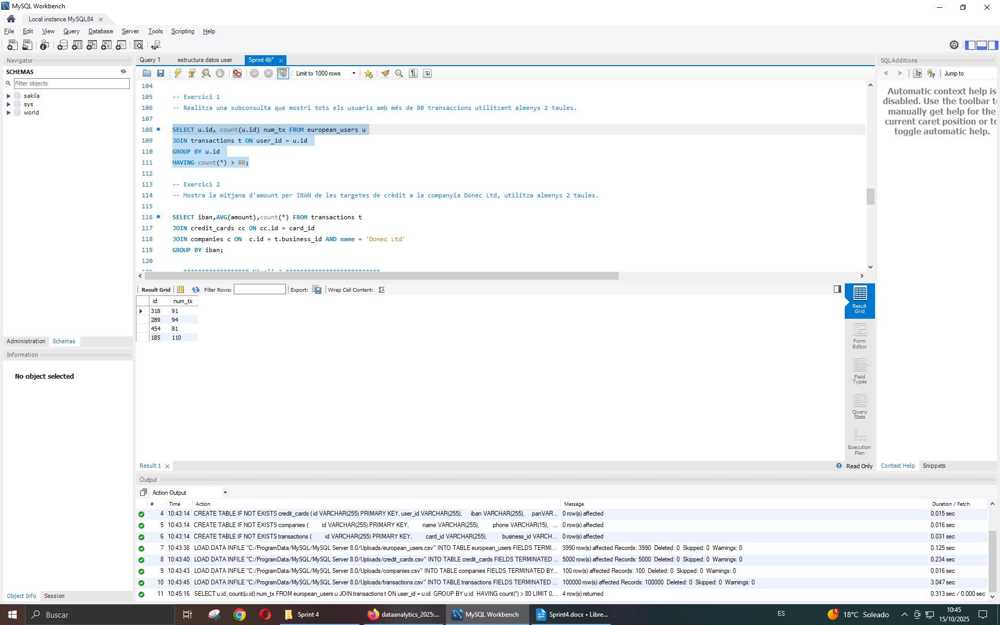 MySQL Workbench
Local instance MySQL84
File Edit View Query Database Server Tools Scripting Help
Navigator
SCHEMAS
Filter objects
sakila
sys
world
Administration Schemas
Information
No object selected
Object Info Session
Query 1 estructura datos user Sprint 4b*
Limit to 1000 rows
104
105 -- Exercici 1
106 -- Realitza una subconsulta que mostri tots els usuaris amb més de 80 transaccions utilitzant almenys 2 taules.
107
108 SELECT u.id, count(u.id) num_tx FROM european_users u
109 JOIN transactions t ON user_id = u.id
110 GROUP BY u.id
111 HAVING count(*) > 80;
112
113 -- Exercici 2
114 -- Mostra la mitjana d'amount per IBAN de les targetes de crèdit a la companyia Donec Ltd, utilitza almenys 2 taules.
115
116 SELECT iban,AVG(amount),count(*) FROM transactions t
117 JOIN credit_cards cc ON cc.id = card_id
118 JOIN companies c ON  c.id = t.business_id AND name = 'Donec Ltd'
119 GROUP BY iban;
120
Result Grid Filter Rows: Export: Wrap Cell Content:
id num_tx
318 91
289 94
454 81
185 110
Result Grid
Form Editor
Field Types
Query Stats
Execution Plan
Result 1
Read Only
SQLAdditions
Jump to
Automatic context help is
disabled. Use the toolbar to
manually get help for the
current caret position or to
toggle automatic help.
Context Help Snippets
Output
Action Output
# Time Action Message Duration / Fetch
4 10:43:14 CREATE TABLE IF NOT EXISTS credit_cards ( id VARCHAR(255) PRIMARY KEY, user_id VARCHAR(255), iban VARCHAR(255), panVAR... 0 row(s) affected 0.015 sec
5 10:43:14 CREATE TABLE IF NOT EXISTS companies ( id VARCHAR(255) PRIMARY KEY, name VARCHAR(255), phone VARCHAR(15), ... 0 row(s) affected 0.016 sec
6 10:43:14 CREATE TABLE IF NOT EXISTS transactions ( id VARCHAR(255) PRIMARY KEY, card_id VARCHAR(255), business_id VARCH... 0 row(s) affected 0.031 sec
7 10:43:38 LOAD DATA INFILE "C:/ProgramData/MySQL/MySQL Server 8.0/Uploads/european_users.csv" INTO TABLE european_users FIELDS TERMI... 3990 row(s) affected Records: 3990 Deleted: 0 Skipped: 0 Warnings: 0 0.125 sec
8 10:43:40 LOAD DATA INFILE "C:/ProgramData/MySQL/MySQL Server 8.0/Uploads/credit_cards.csv" INTO TABLE credit_cards FIELDS TERMINATED ... 5000 row(s) affected Records: 5000 Deleted: 0 Skipped: 0 Warnings: 0 0.234 sec
9 10:43:43 LOAD DATA INFILE "C:/ProgramData/MySQL/MySQL Server 8.0/Uploads/companies.csv" INTO TABLE companies FIELDS TERMINATED BY... 100 row(s) affected Records: 100 Deleted: 0 Skipped: 0 Warnings: 0 0.016 sec
10 10:43:45 LOAD DATA INFILE "C:/ProgramData/MySQL/MySQL Server 8.0/Uploads/transactions.csv" INTO TABLE transactions FIELDS TERMINATED ... 100000 row(s) affected Records: 100000 Deleted: 0 Skipped: 0 Warnings: 0 3.047 sec
11 10:45:16 SELECT u.id, count(u.id) num_tx FROM european_users u JOIN transactions t ON user_id = u.id GROUP BY u.id HAVING count(*) > 80 LIMIT 0,... 4 row(s) returned 0.313 sec / 0.000 sec
Buscar
Sprint 4
dataanalytics_2025:...
MySQL Workbench
Sprint4.docx • Libre...
ES
5
18°C Soleado
10:45
15/10/2025